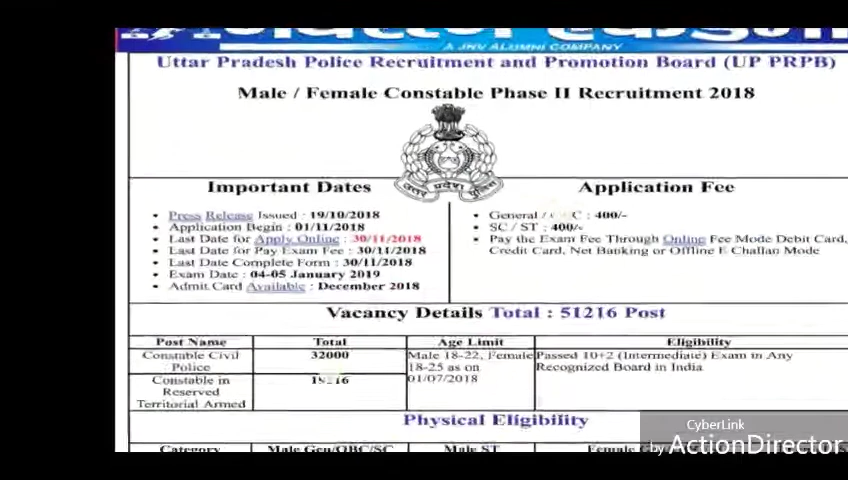 A JNV ALUMNI COMPANY
Uttar Pradesh Police Recruitment and Promotion Board (UP PRPB)
Male / Female Constable Phase II Recruitment 2018
उत्तर प्रदेश पुलिस
Important Dates
Press Release Issued : 19/10/2018
Application Begin : 01/11/2018
Last Date for Apply Online : 30/11/2018
Last Date for Pay Exam Fee : 30/11/2018
Last Date Complete Form : 30/11/2018
Exam Date : 04-05 January 2019
Admit Card Available : December 2018
Application Fee
General / : 400/-
SC / ST : 400/-
Pay the Exam Fee Through Online Fee Mode Debit Card,
Credit Card, Net Banking or Offline E Challan Mode
Vacancy Details Total : 51216 Post
Post Name Total Age Limit Eligibility
Constable Civil
Police
32000
Male 18-22, Female
18-25 as on
01/07/2018
Passed 10+2 (Intermediate) Exam in Any
Recognized Board in India
Constable in
Reserved
Territorial Armed
Physical Eligibility
Category Male Gen/OBC/SC Male ST Female
CyberLink
by ActionDirector